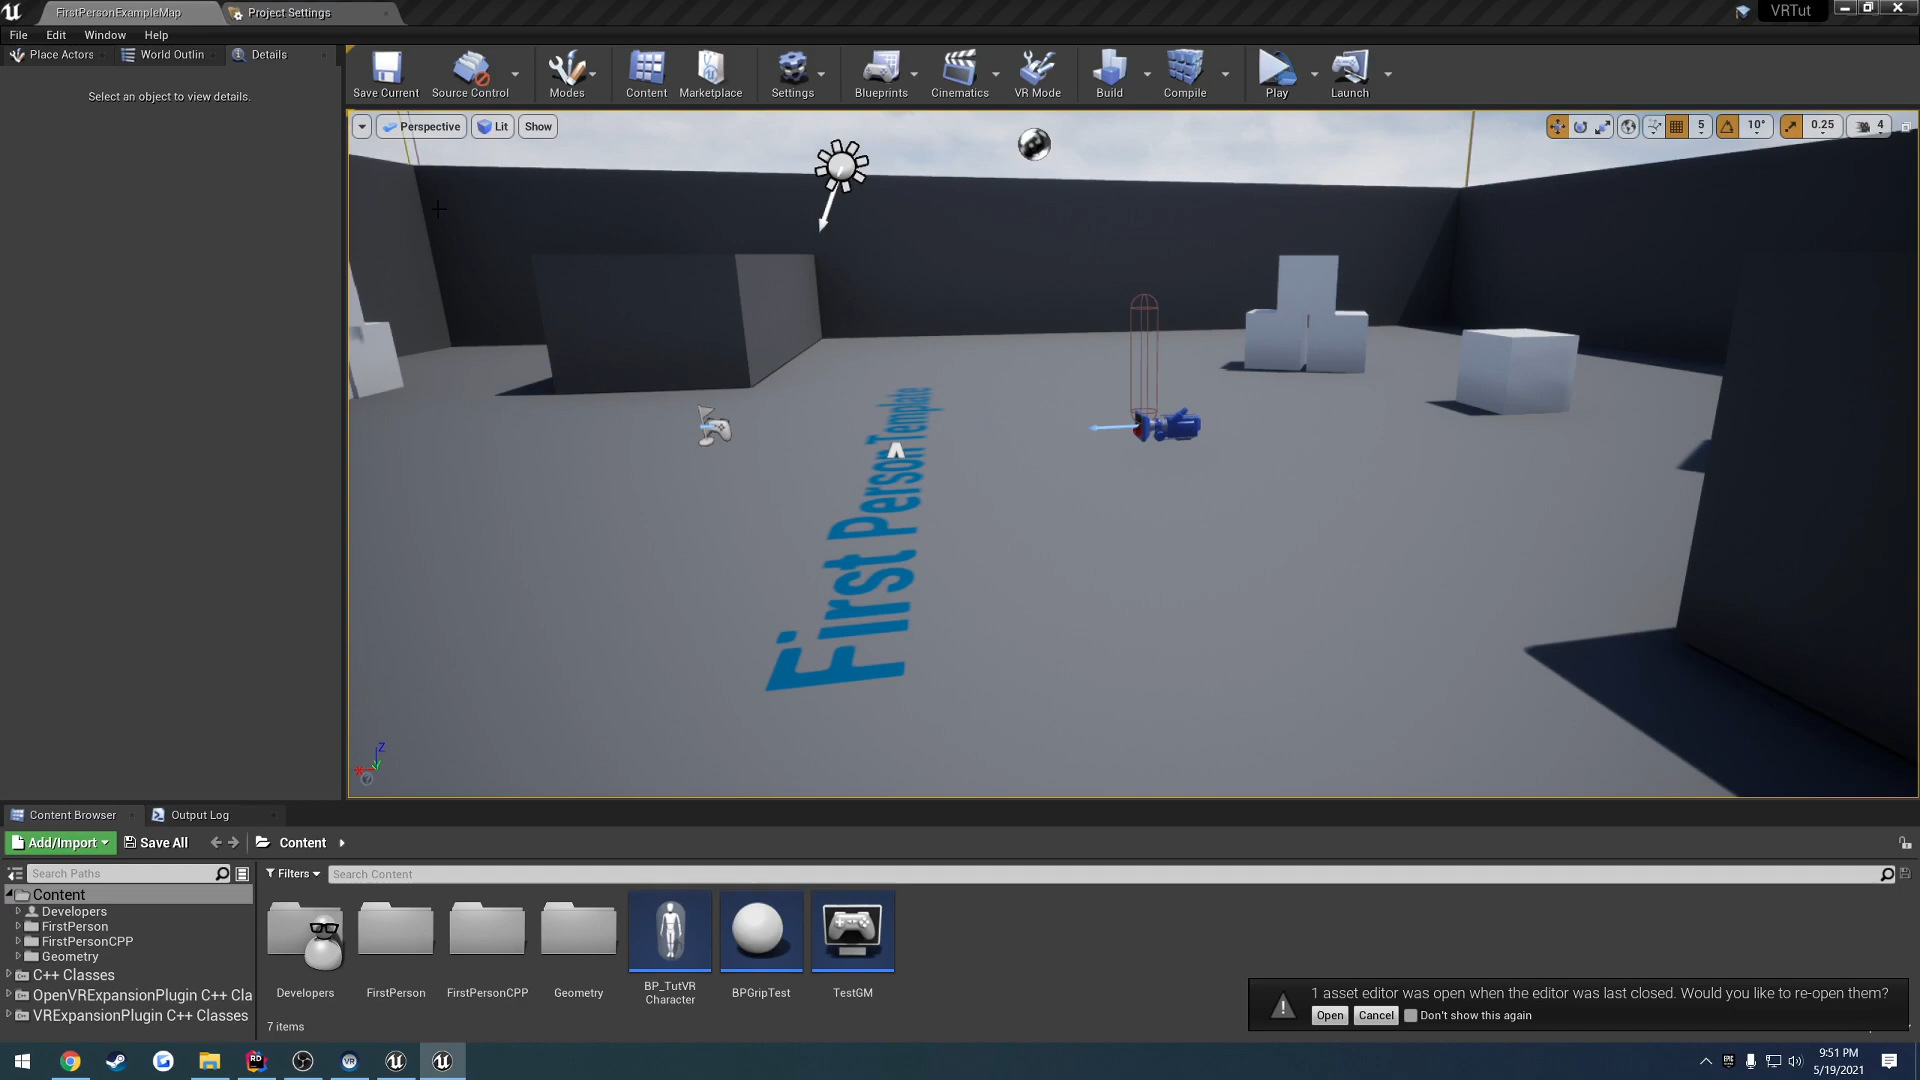 FirstPersonExampleMap
Project Settings
VRTut
File Edit Window Help
Place Actors
World Outlin
Details
Select an object to view details.
Save Current
Source Control
Modes
Content
Marketplace
Settings
Blueprints
Cinematics
VR Mode
Build
Compile
Play
Launch
Perspective
Lit
Show
5
10°
0.25
4
First Person Template
Z
X
Content Browser
Output Log
Add/Import
Save All
Content
Search Paths
Filters
Search Content
Content
Developers
FirstPerson
FirstPersonCPP
Geometry
C++ Classes
OpenVRExpansionPlugin C++ Cla
VRExpansionPlugin C++ Classes
Developers
FirstPerson
FirstPersonCPP
Geometry
BP_TutVR
Character
BPGripTest
TestGM
7 items
1 asset editor was open when the editor was last closed. Would you like to re-open them?
Open
Cancel
Don't show this again
RD
VR
EPIC
9:51 PM
5/19/2021